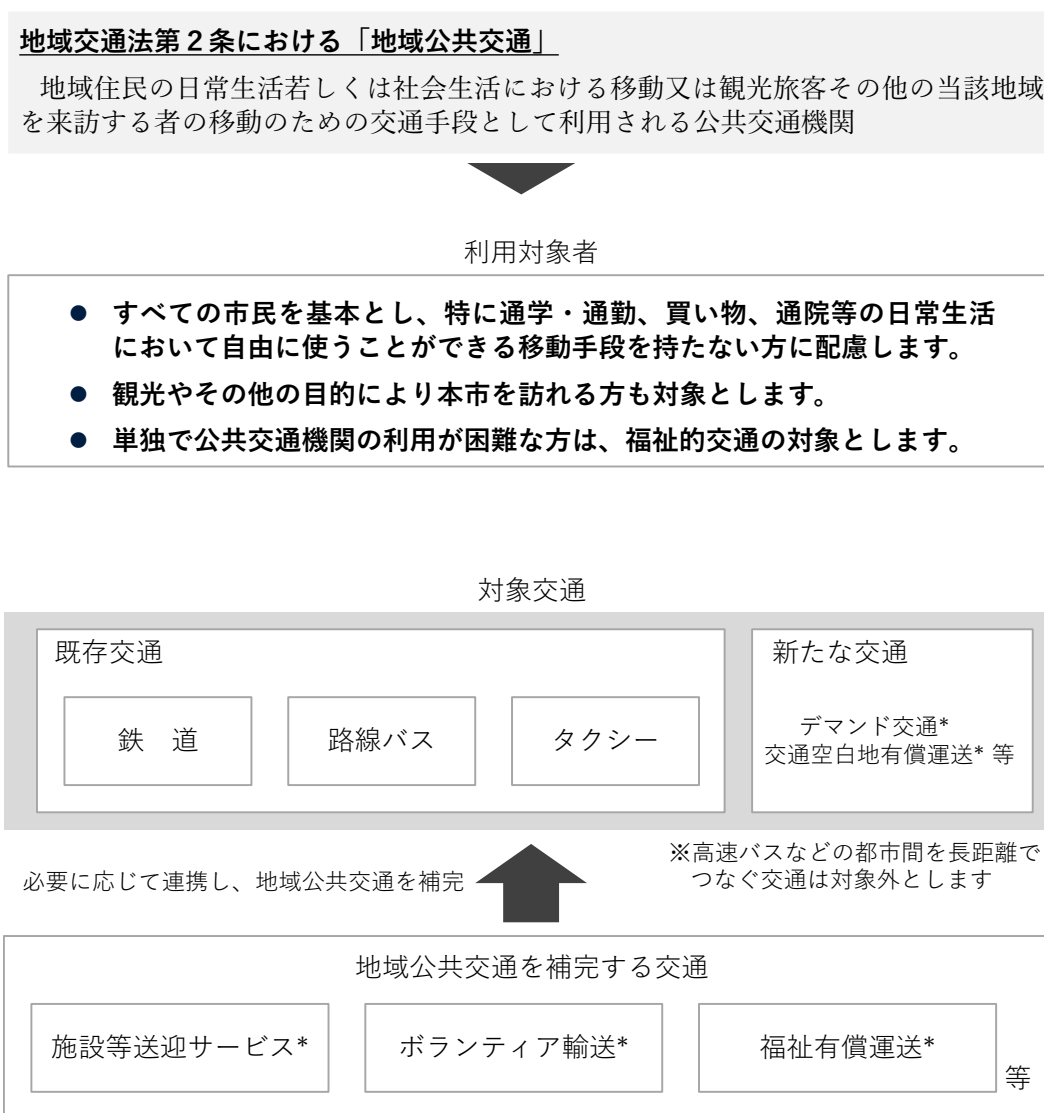 地域交通法第２条における「地域公共交通」
地域住民の日常生活若しくは社会生活における移動又は観光旅客その他の当該地域
を来訪する者の移動のための交通手段として利用される公共交通機関
利用対象者
● すべての市民を基本とし、特に通学・通勤、買い物、通院等の日常生活
において自由に使うことができる移動手段を持たない方に配慮します。
● 観光やその他の目的により本市を訪れる方も対象とします。
● 単独で公共交通機関の利用が困難な方は、福祉的交通の対象とします。
対象交通
既存交通
鉄　道
路線バス
タクシー
新たな交通
デマンド交通*
交通空白地有償運送* 等
必要に応じて連携し、地域公共交通を補完
※高速バスなどの都市間を長距離で
つなぐ交通は対象外とします
地域公共交通を補完する交通
施設等送迎サービス*
ボランティア輸送*
福祉有償運送*
等